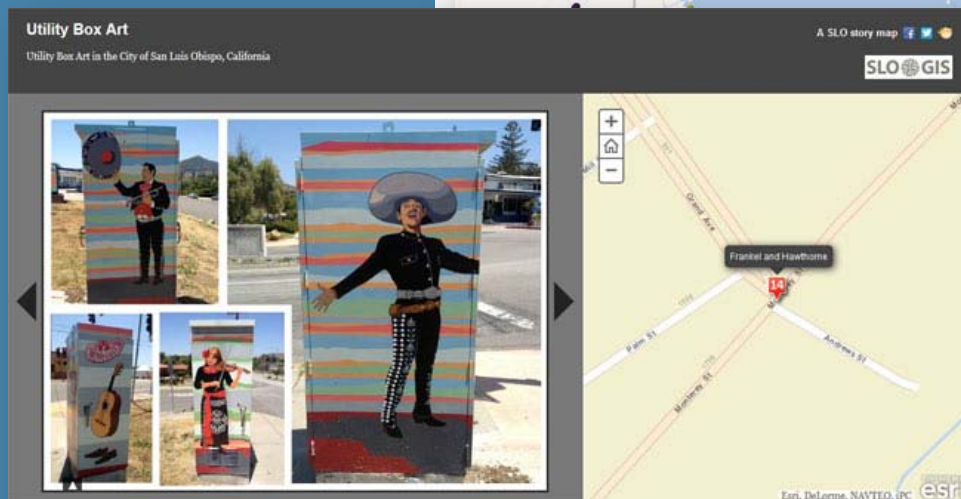 Utility Box Art
Utility Box Art in the City of San Luis Obispo, California
A SLO story map
SLO GIS
+
−
Grand Ave
Frankel and Hawthorne
14
Palm St
Andrews St
Monterey St
Esri, DeLorme, NAVTEQ,
esri